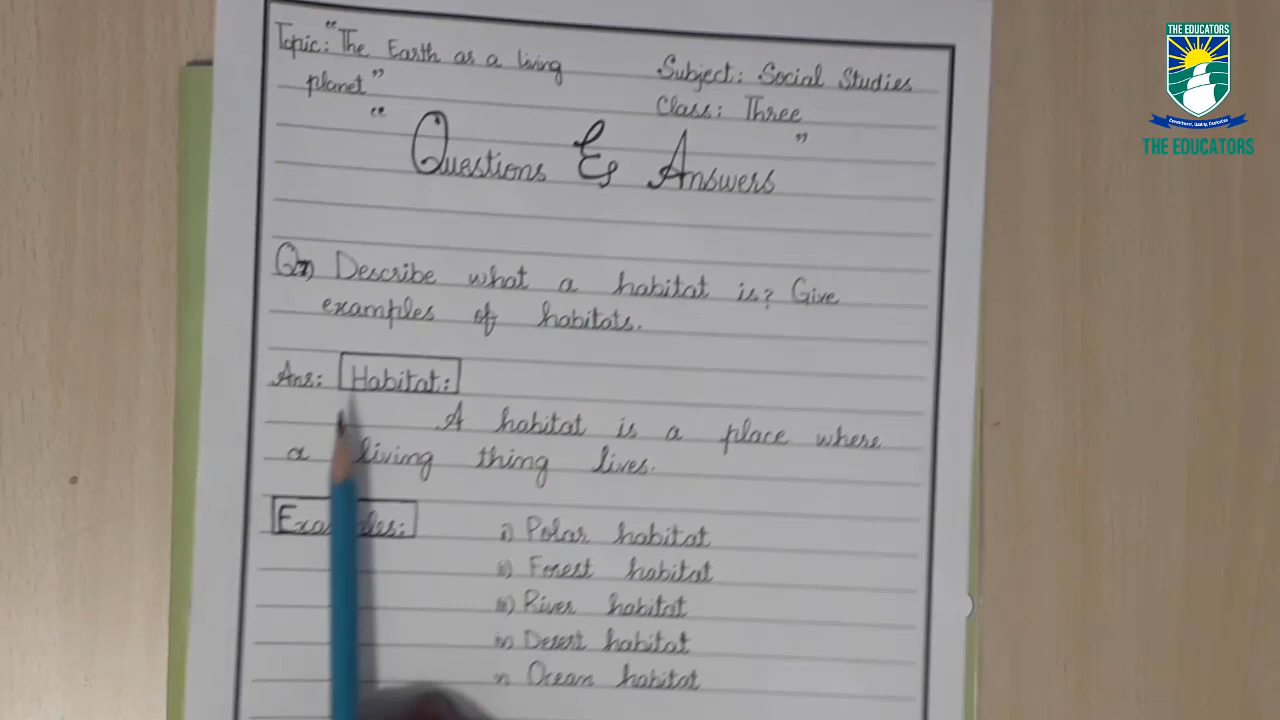 Topic: "The Earth as a living
planet"
Subject: Social Studies
Class: Three
" Questions & Answers "
Describe what a habitat is? Give
examples of habitats.
Ans: Habitat:
A habitat is a place where
a living thing lives.
Examples:
i) Polar habitat
ii) Forest habitat
iii) River habitat
iv) Desert habitat
v) Ocean habitat
THE EDUCATORS
THE EDUCATORS